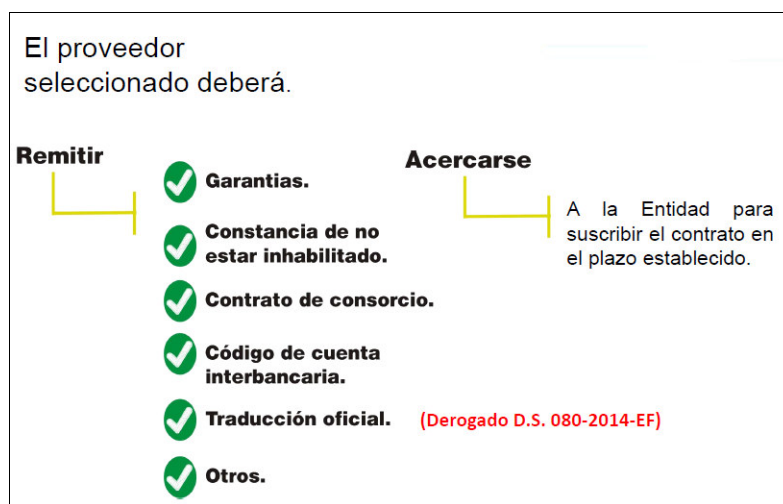 El proveedor
seleccionado deberá.
Remitir
Garantias.
Constancia de no
estar inhabilitado.
Contrato de consorcio.
Código de cuenta
interbancaria.
Traducción oficial. (Derogado D.S. 080-2014-EF)
Otros.
Acercarse
A la Entidad para
suscribir el contrato en
el plazo establecido.